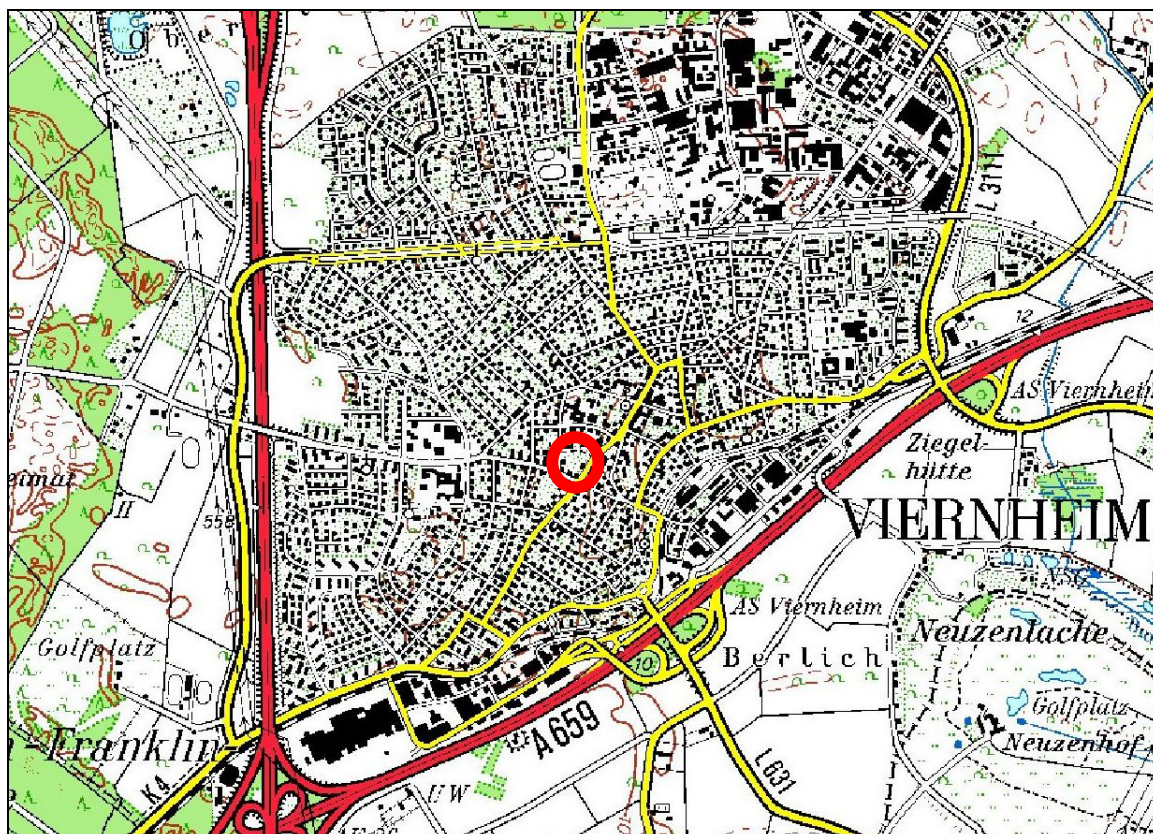 Ober
L 3111
12
AS Viernheim
Ziegel-
hütte
VIERNHEIM
558
II
NSG
AS Viernheim
Neuzenlache
Golfplatz
10
Berlich
Golfplatz
A 659
Neuzenhof
-Franklin
L 631
K 4
UW